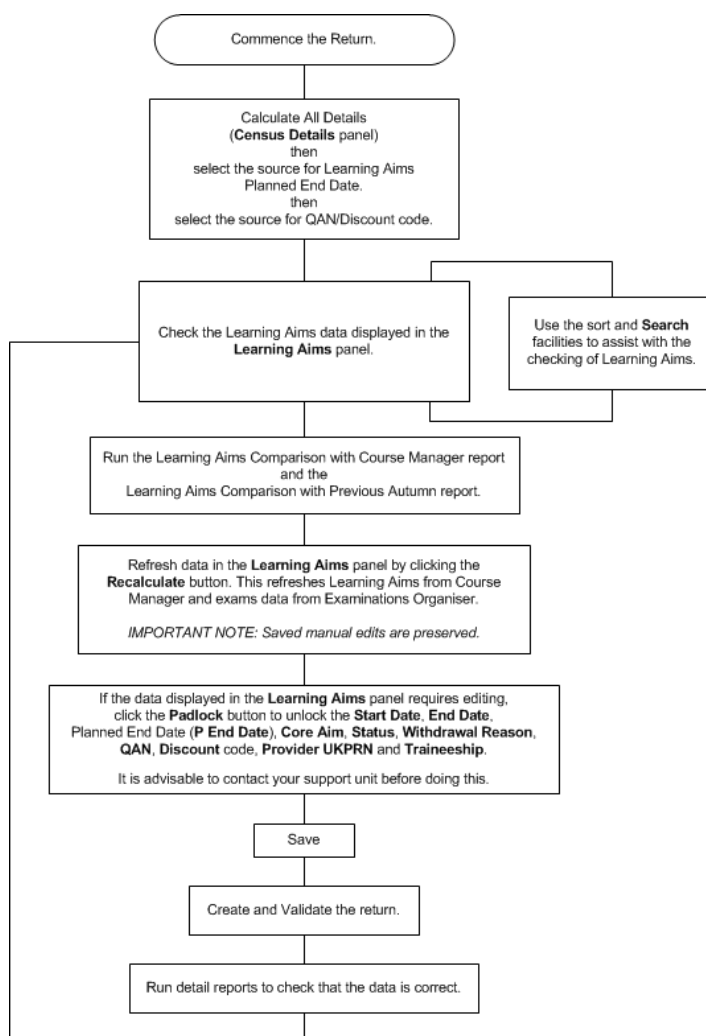 Commence the Return.
Calculate All Details
(Census Details panel)
then
select the source for Learning Aims
Planned End Date.
then
select the source for QAN/Discount code.
Check the Learning Aims data displayed in the
Learning Aims panel.
Use the sort and Search
facilities to assist with the
checking of Learning Aims.
Run the Learning Aims Comparison with Course Manager report
and the
Learning Aims Comparison with Previous Autumn report.
Refresh data in the Learning Aims panel by clicking the
Recalculate button. This refreshes Learning Aims from Course
Manager and exams data from Examinations Organiser.
IMPORTANT NOTE: Saved manual edits are preserved.
If the data displayed in the Learning Aims panel requires editing,
click the Padlock button to unlock the Start Date, End Date,
Planned End Date (P End Date), Core Aim, Status, Withdrawal Reason,
QAN, Discount code, Provider UKPRN and Traineeship.
It is advisable to contact your support unit before doing this.
Save
Create and Validate the return.
Run detail reports to check that the data is correct.